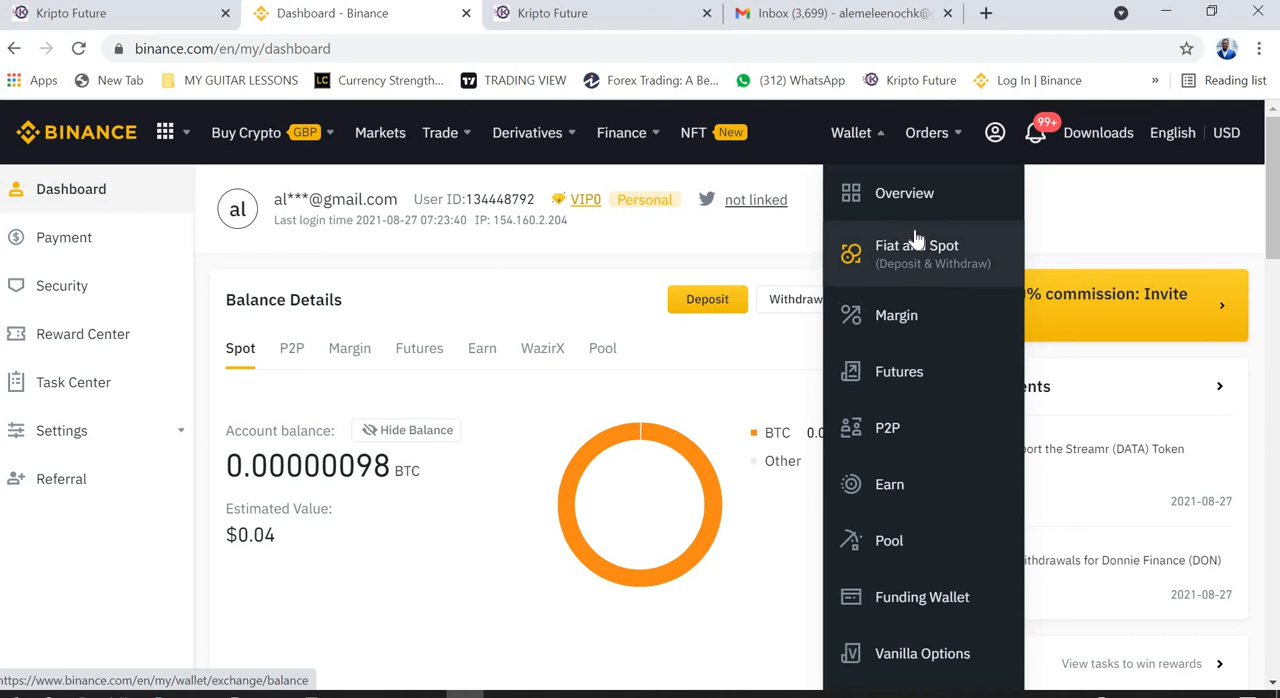 Kripto Future
Dashboard - Binance
Kripto Future
Inbox (3,699) - alemeleenochk@
binance.com/en/my/dashboard
Apps
New Tab
MY GUITAR LESSONS
LC
Currency Strength...
TRADING VIEW
Forex Trading: A Be...
(312) WhatsApp
Kripto Future
Log In | Binance
»
Reading list
BINANCE
Buy Crypto GBP
Markets
Trade
Derivatives
Finance
NFT New
Wallet
Orders
99+
Downloads
English
USD
Dashboard
Payment
Security
Reward Center
Task Center
Settings
Referral
al
al***@gmail.com User ID:134448792 VIP0 Personal not linked
Last login time 2021-08-27 07:23:40 IP: 154.160.2.204
Balance Details
Deposit
Withdraw
Spot P2P Margin Futures Earn WazirX Pool
Account balance: Hide Balance
0.00000098 BTC
Estimated Value:
$0.04
BTC 0.0
Other
Overview
Fiat and Spot
(Deposit & Withdraw)
Margin
Futures
P2P
Earn
Pool
Funding Wallet
Vanilla Options
% commission: Invite
ents
ort the Streamr (DATA) Token
2021-08-27
ithdrawals for Donnie Finance (DON)
2021-08-27
View tasks to win rewards
https://www.binance.com/en/my/wallet/exchange/balance